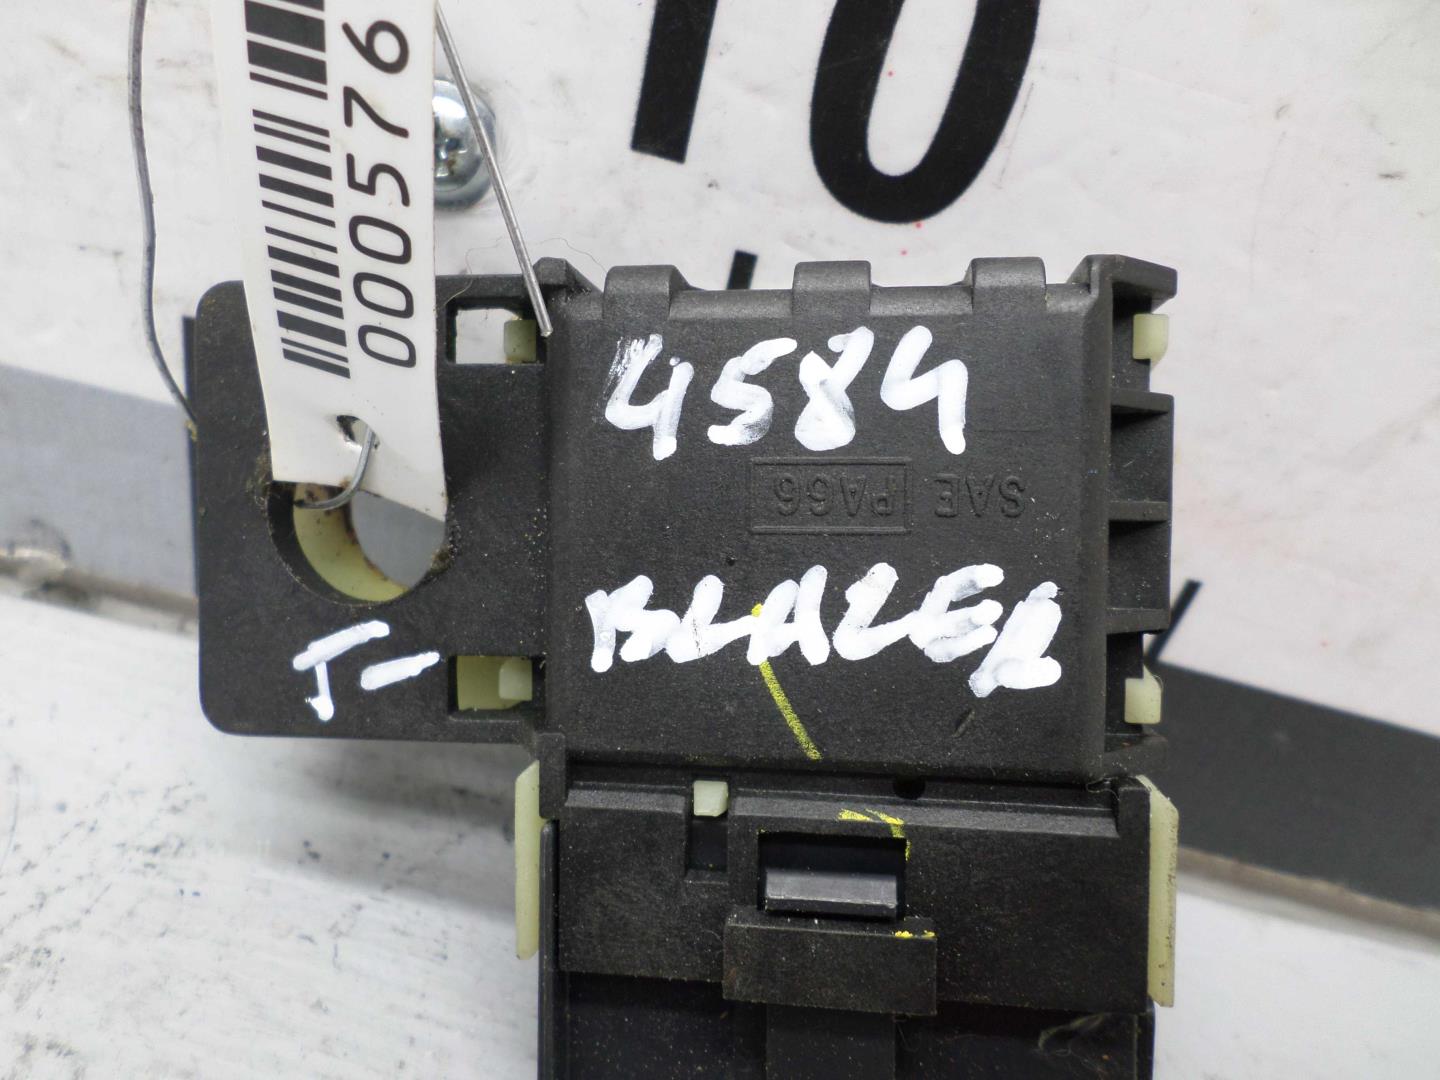 000576
10
4584
SAE PA66
BLAZER
T-